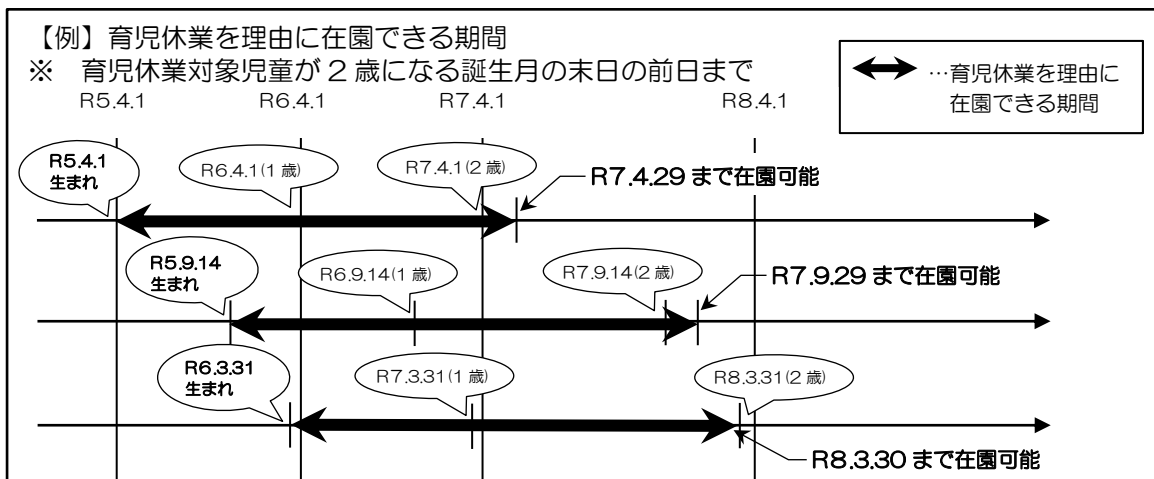 【例】育児休業を理由に在園できる期間
※　育児休業対象児童が２歳になる誕生月の末日の前日まで
…育児休業を理由に
在園できる期間
R5.4.1
R6.4.1
R7.4.1
R8.4.1
R5.4.1
生まれ
R6.4.1(1 歳)
R7.4.1(2 歳)
R7.4.29 まで在園可能
R5.9.14
生まれ
R6.9.14(1 歳)
R7.9.14(2 歳)
R7.9.29 まで在園可能
R6.3.31
生まれ
R7.3.31(1 歳)
R8.3.31(2 歳)
R8.3.30 まで在園可能